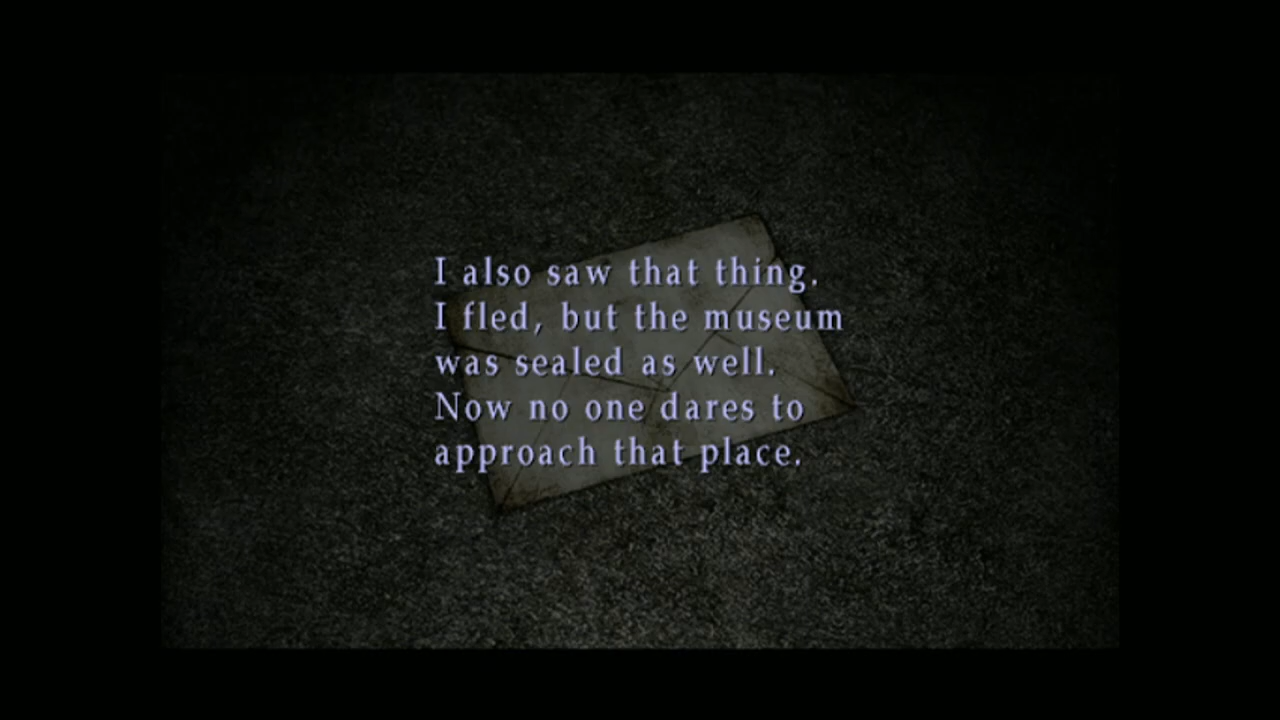 I also saw that thing.
I fled, but the museum
was sealed as well.
Now no one dares to
approach that place.